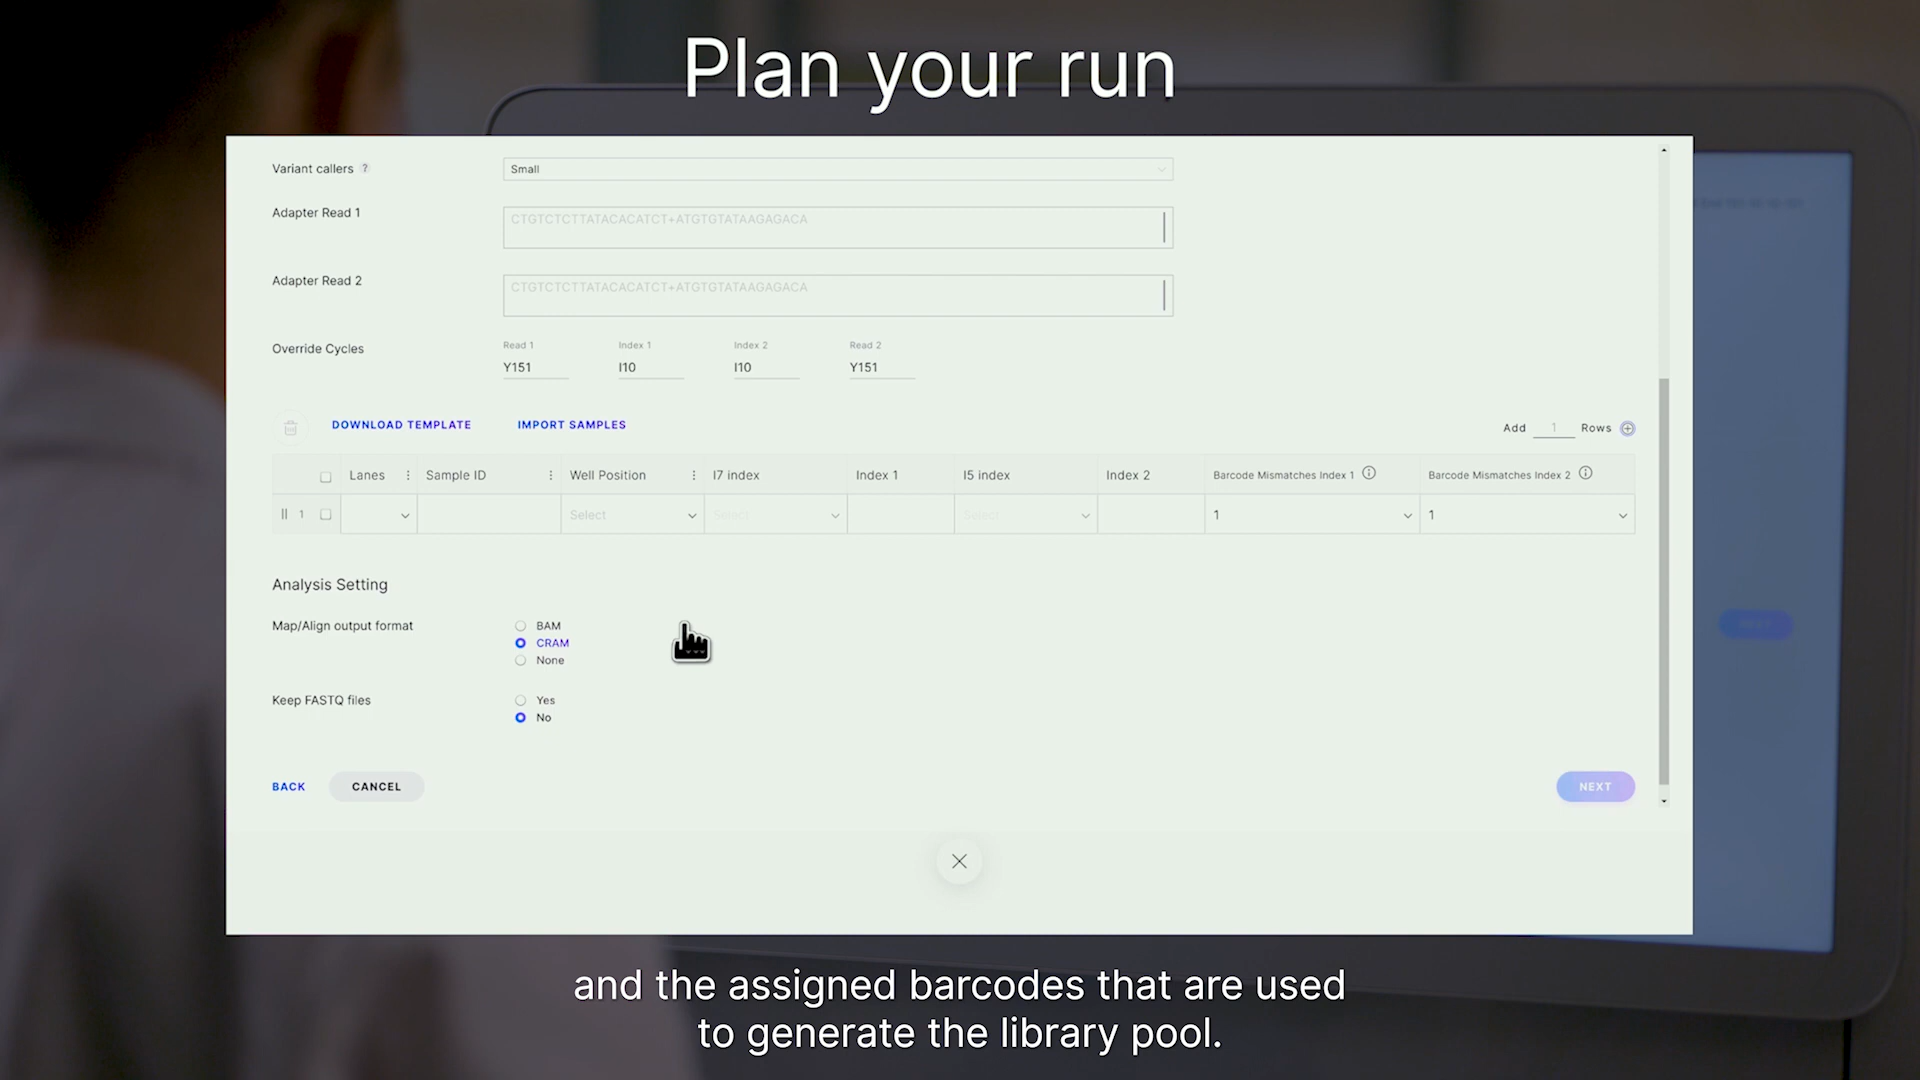 Plan your run
Variant callers ?
Small
Adapter Read 1
CTGTCTCTTATACACATCT+ATGTGTATAAGAGACA
Adapter Read 2
CTGTCTCTTATACACATCT+ATGTGTATAAGAGACA
Override Cycles
Read 1 Index 1 Index 2 Read 2
Y151 I10 I10 Y151
DOWNLOAD TEMPLATE IMPORT SAMPLES Add 1 Rows
Lanes Sample ID Well Position I7 index Index 1 I5 index Index 2 Barcode Mismatches Index 1 Barcode Mismatches Index 2
1 Select Select Select 1 1
Analysis Setting
Map/Align output format
BAM
CRAM
None
Keep FASTQ files
Yes
No
BACK CANCEL NEXT
and the assigned barcodes that are used
to generate the library pool.